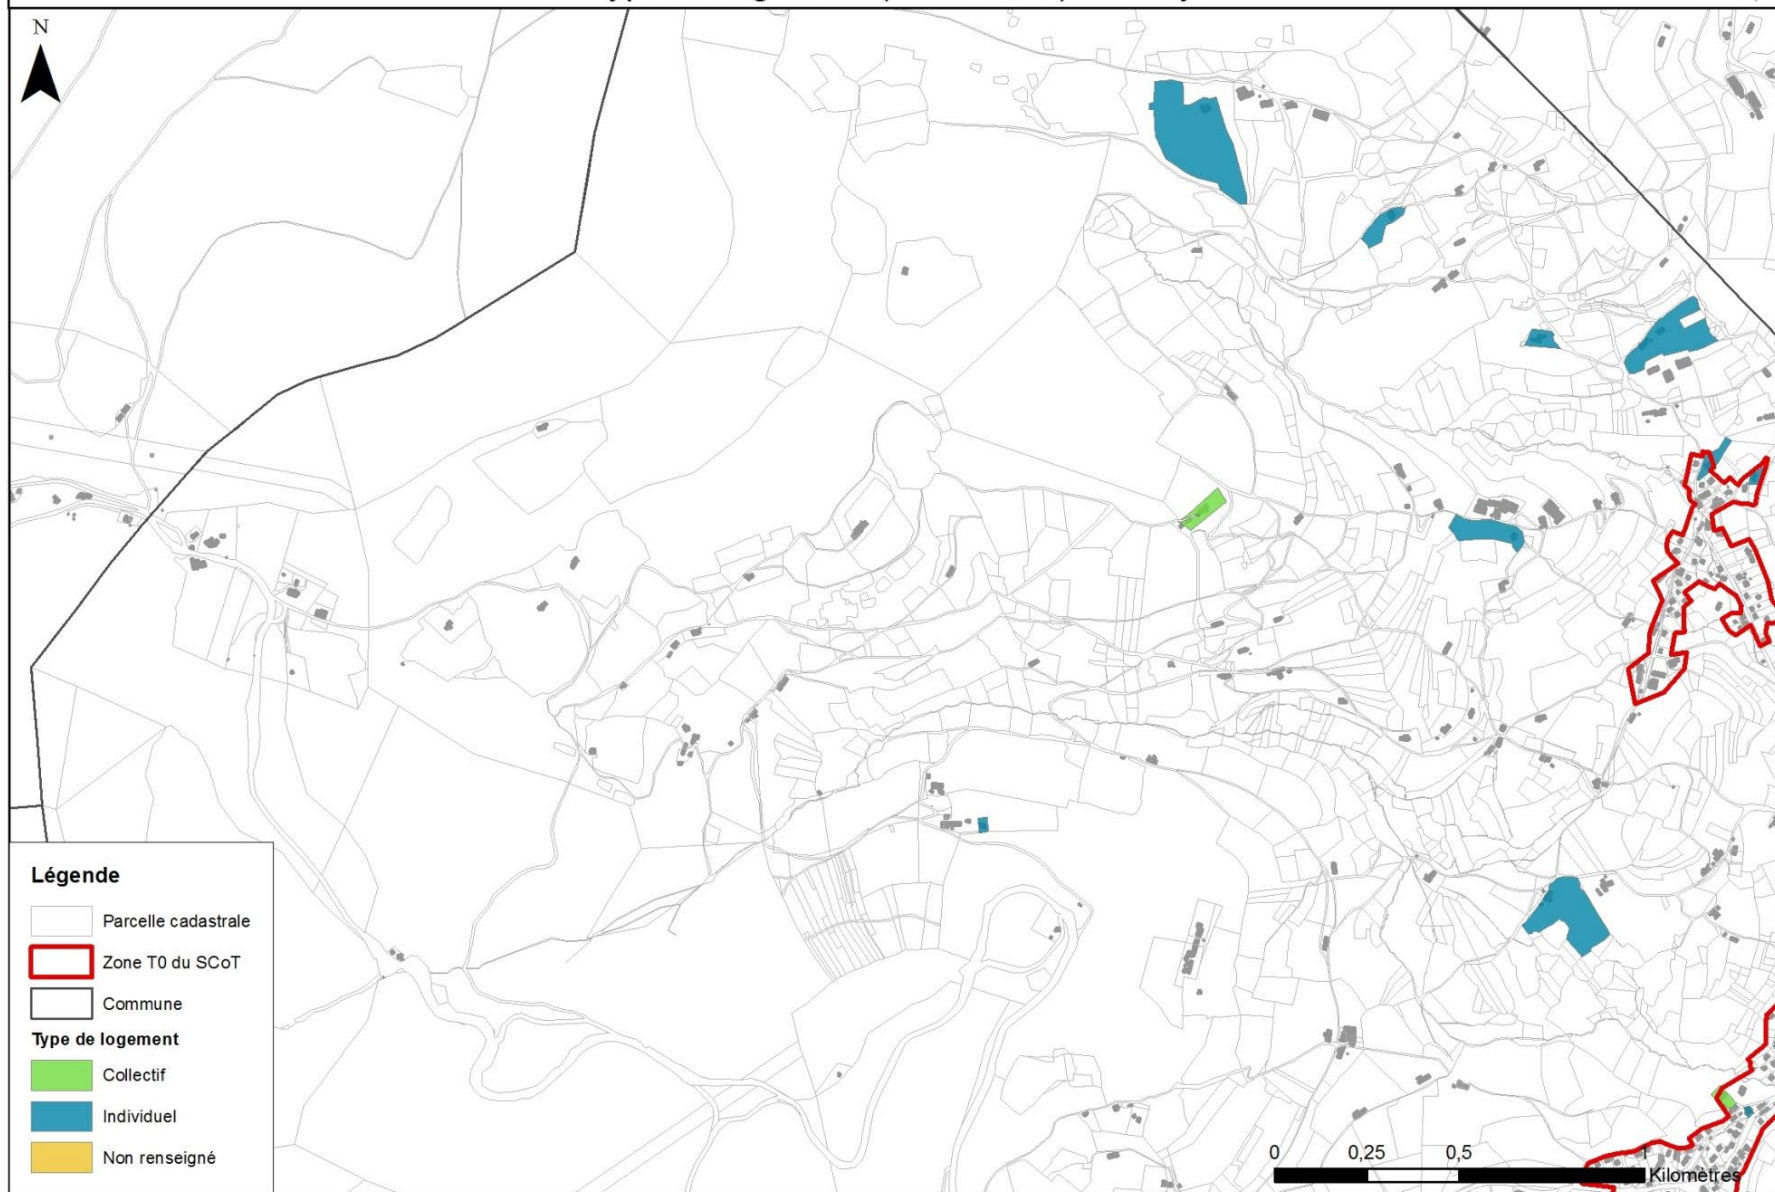 N
Légende
Parcelle cadastrale
Zone T0 du SCoT
Commune
Type de logement
Collectif
Individuel
Non renseigné
0 0,25 0,5 1
Kilomètres